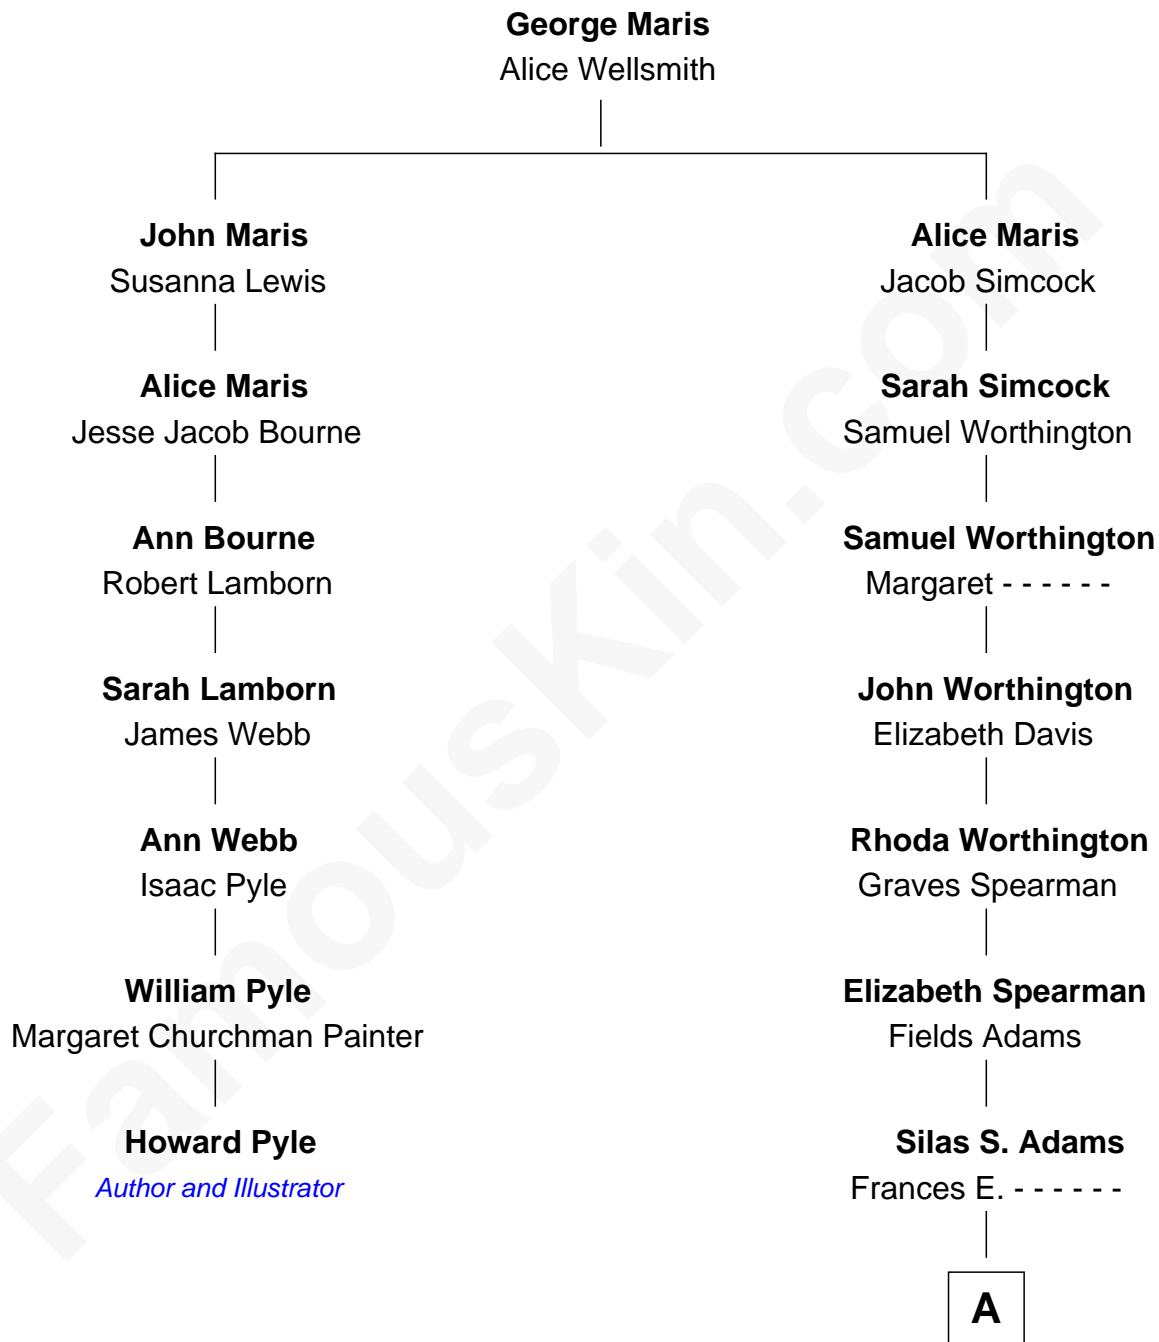 George Maris
Alice Wellsmith
John Maris
Susanna Lewis
Alice Maris
Jesse Jacob Bourne
Ann Bourne
Robert Lamborn
Sarah Lamborn
James Webb
Ann Webb
Isaac Pyle
William Pyle
Margaret Churchman Painter
Howard Pyle
Author and Illustrator
Alice Maris
Jacob Simcock
Sarah Simcock
Samuel Worthington
Samuel Worthington
Margaret - - - - - -
John Worthington
Elizabeth Davis
Rhoda Worthington
Graves Spearman
Elizabeth Spearman
Fields Adams
Silas S. Adams
Frances E. - - - - - -
A
FamousKin.com